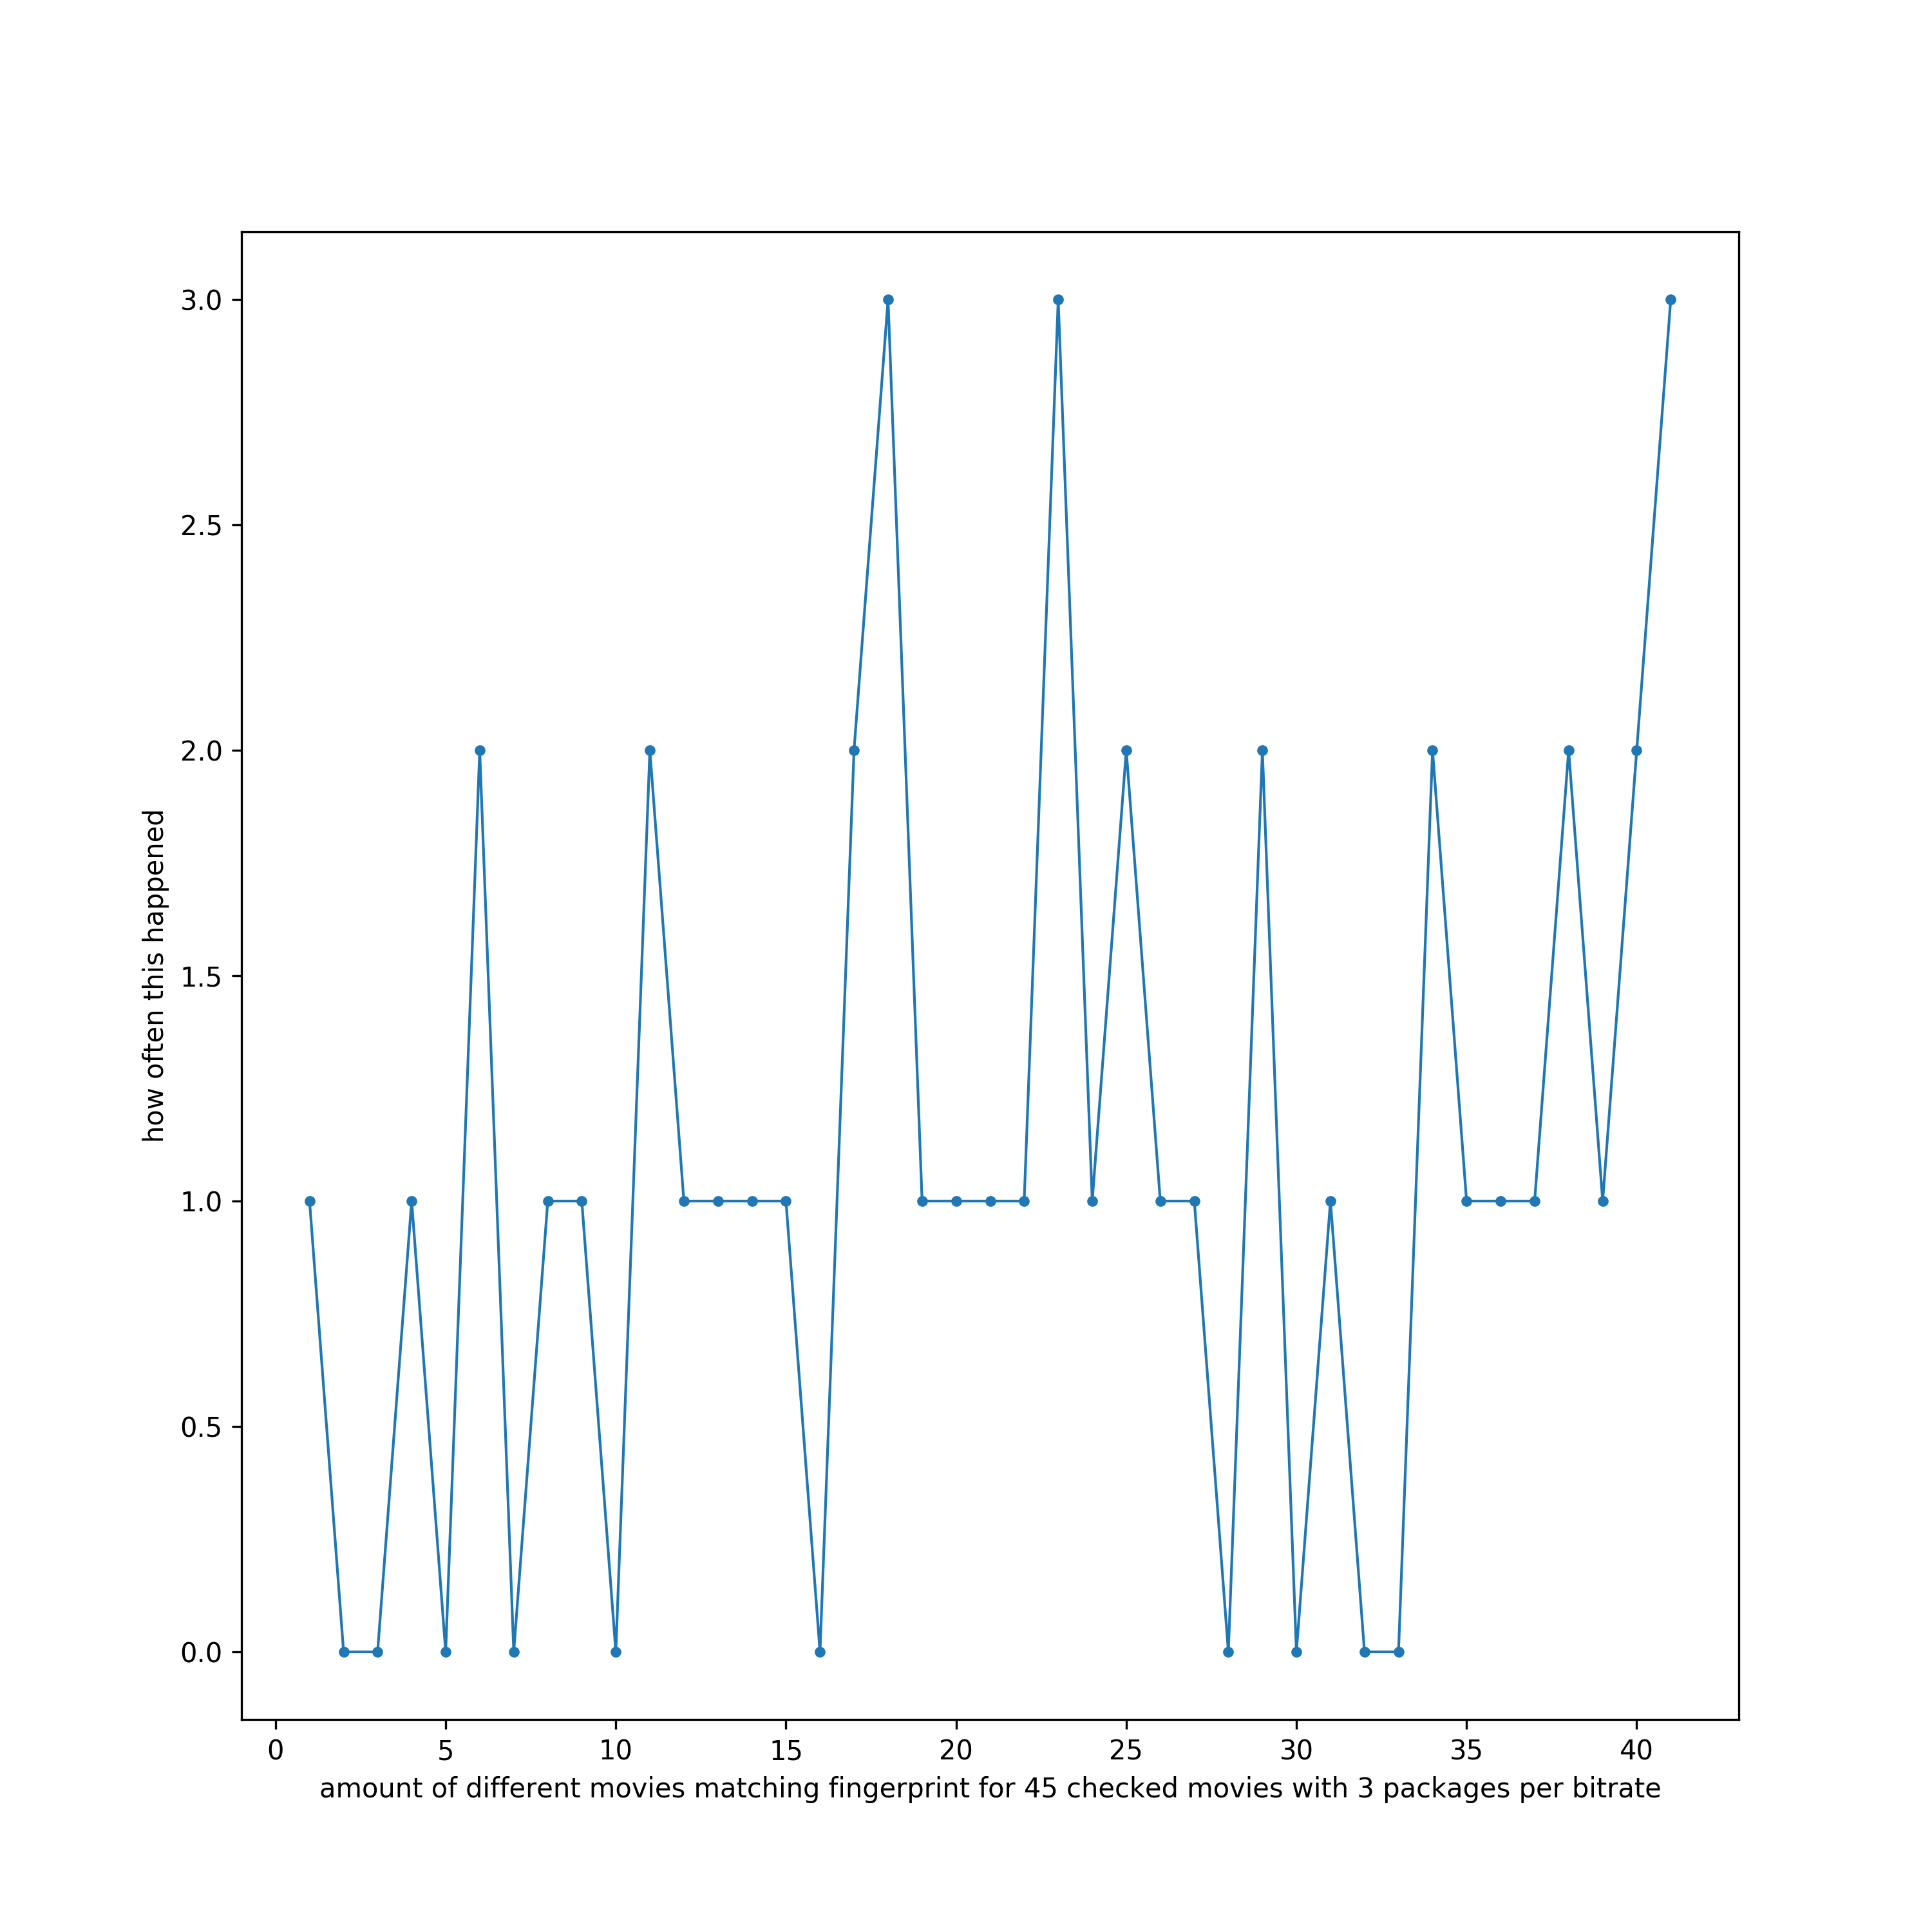 3.0
2.5
2.0
1.5
1.0
0.5
0.0
how often this happened
0 5 10 15 20 25 30 35 40
amount of different movies matching fingerprint for 45 checked movies with 3 packages per bitrate